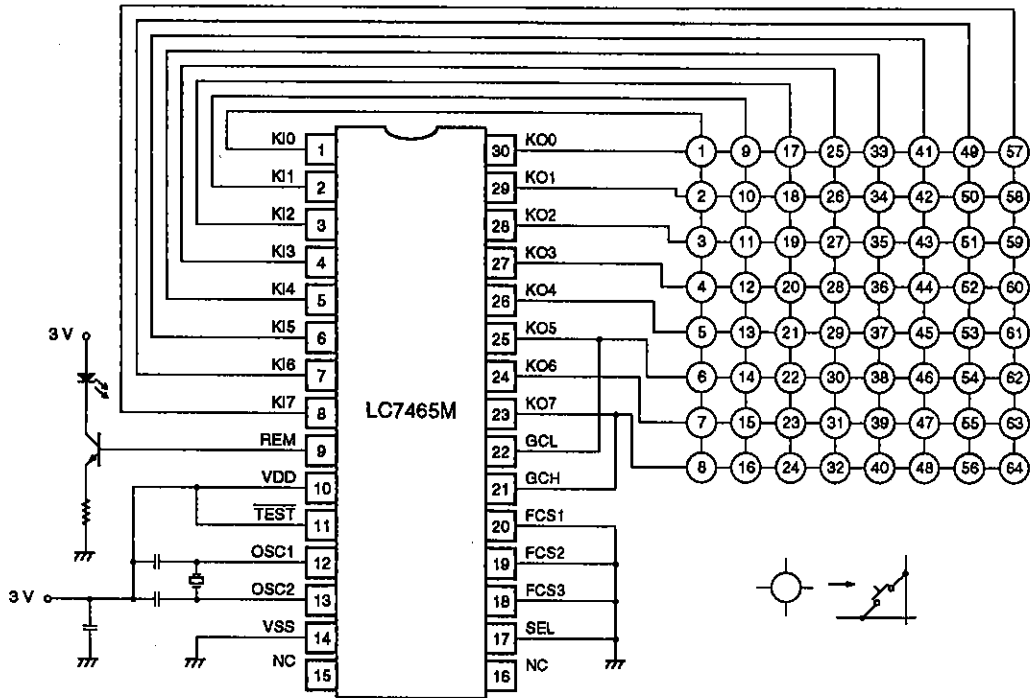 KI0 1 30 KO0 1 9 17 25 33 41 49 57
KI1 2 29 KO1 2 10 18 26 34 42 50 58
KI2 3 28 KO2 3 11 19 27 35 43 51 59
KI3 4 27 KO3 4 12 20 28 36 44 52 60
KI4 5 26 KO4 5 13 21 29 37 45 53 61
3 V KI5 6 25 KO5 6 14 22 30 38 46 54 62
KI6 7 24 KO6 7 15 23 31 39 47 55 63
KI7 8 LC7465M 23 KO7 8 16 24 32 40 48 56 64
REM 9 22 GCL
VDD 10 21 GCH
TEST 11 20 FCS1
OSC1 12 19 FCS2
3 V OSC2 13 18 FCS3
VSS 14 17 SEL
NC 15 16 NC